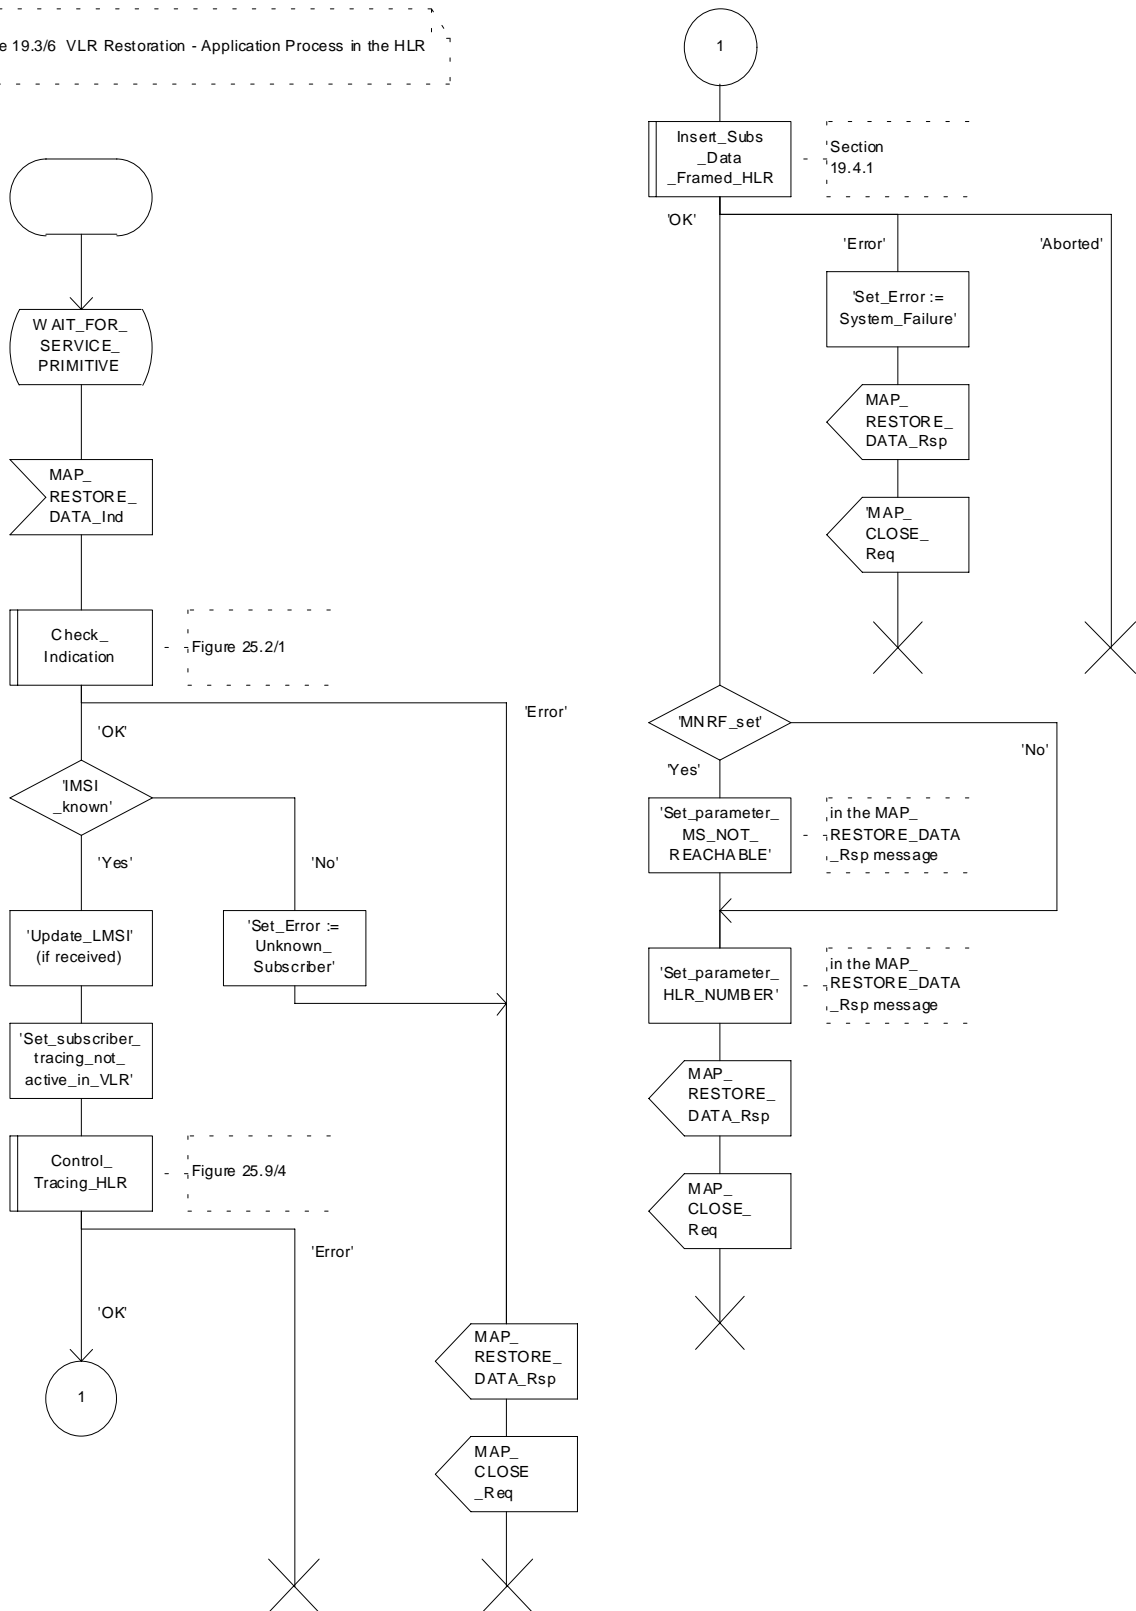 e 19.3/6 VLR Restoration - Application Process in the HLR
WAIT_FOR_
SERVICE_
PRIMITIVE
MAP_
RESTORE_
DATA_Ind
Check_
Indication
Figure 25.2/1
'OK'
'Error'
'IMSI
_known'
'Yes'
'No'
'Update_LMSI'
(if received)
'Set_Error :=
Unknown_
Subscriber'
'Set_subscriber_
tracing_not_
active_in_VLR'
Control_
Tracing_HLR
Figure 25.9/4
'Error'
'OK'
1
MAP_
RESTORE_
DATA_Rsp
MAP_
CLOSE
_Req
1
Insert_Subs
_Data
_Framed_HLR
Section
19.4.1
'OK'
'Error'
'Aborted'
'Set_Error :=
System_Failure'
MAP_
RESTORE_
DATA_Rsp
'MAP_
CLOSE_
Req
'MNRF_set'
'Yes'
'No'
'Set_parameter_
MS_NOT_
REACHABLE'
in the MAP_
RESTORE_DATA
_Rsp message
'Set_parameter_
HLR_NUMBER'
in the MAP_
RESTORE_DATA
_Rsp message
MAP_
RESTORE_
DATA_Rsp
MAP_
CLOSE_
Req